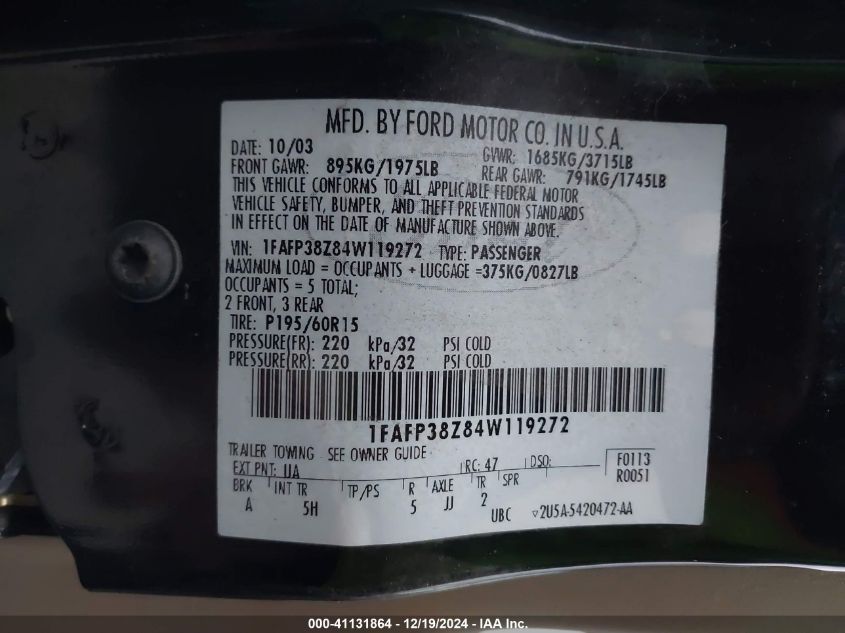 MFD. BY FORD MOTOR CO. IN U.S.A.
DATE: 10/03 GVWR: 1685KG/3715LB
FRONT GAWR: 895KG/1975LB REAR GAWR: 791KG/1745LB
THIS VEHICLE CONFORMS TO ALL APPLICABLE FEDERAL MOTOR
VEHICLE SAFETY, BUMPER, AND THEFT PREVENTION STANDARDS
IN EFFECT ON THE DATE OF MANUFACTURE SHOWN ABOVE.
VIN: 1FAFP38Z84W119272 TYPE: PASSENGER
MAXIMUM LOAD = OCCUPANTS + LUGGAGE =375KG/0827LB
OCCUPANTS = 5 TOTAL;
2 FRONT, 3 REAR
TIRE: P195/60R15
PRESSURE(FR): 220 kPa/32 PSI COLD
PRESSURE(RR): 220 kPa/32 PSI COLD
1FAFP38Z84W119272
TRAILER TOWING - SEE OWNER GUIDE
EXT PNT: UA RC: 47 DSO: F0113
R0051
BRK INT TR TP/PS R AXLE TR SPR
A 5H 5 JJ 2
UBC ▽2U5A-5420472-AA
000-41131864 / 12/19/2024 - IAA Inc.